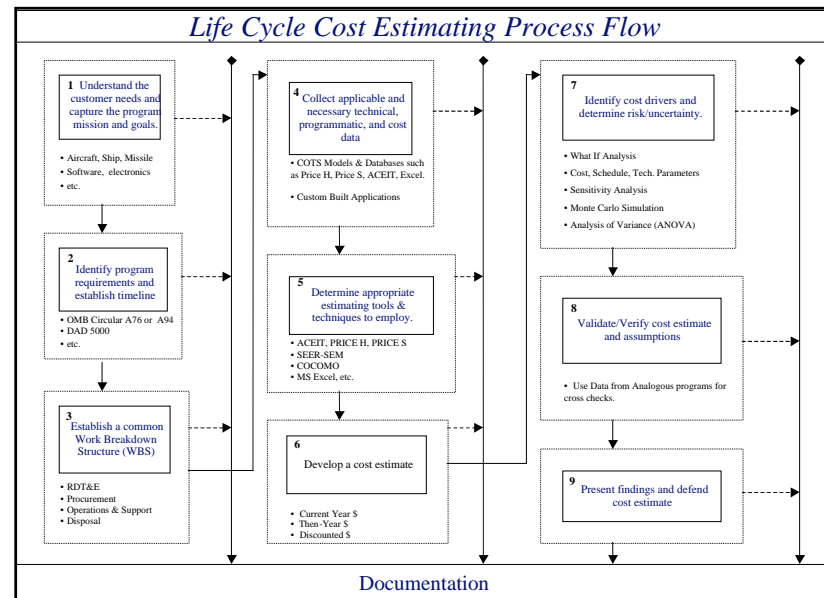 Life Cycle Cost Estimating Process Flow
1 Understand the
customer needs and
capture the program
mission and goals.
• Aircraft, Ship, Missile
• Software, electronics
• etc.
2
Identify program
requirements and
establish timeline
• OMB Circular A76 or A94
• DAD 5000
• etc.
3
Establish a common
Work Breakdown
Structure (WBS)
• RDT&E
• Procurement
• Operations & Support
• Disposal
4
Collect applicable and
necessary technical,
programmatic, and cost
data
• COTS Models & Databases such
as Price H, Price S, ACEIT, Excel.
• Custom Built Applications
5
Determine appropriate
estimating tools &
techniques to employ.
• ACEIT, PRICE H, PRICE S
• SEER-SEM
• COCOMO
• MS Excel, etc.
6
Develop a cost estimate
• Current Year $
• Then-Year $
• Discounted $
7
Identify cost drivers and
determine risk/uncertainty.
• What If Analysis
• Cost, Schedule, Tech. Parameters
• Sensitivity Analysis
• Monte Carlo Simulation
• Analysis of Variance (ANOVA)
8
Validate/Verify cost estimate
and assumptions
• Use Data from Analogous programs for
cross checks.
9
Present findings and defend
cost estimate
Documentation